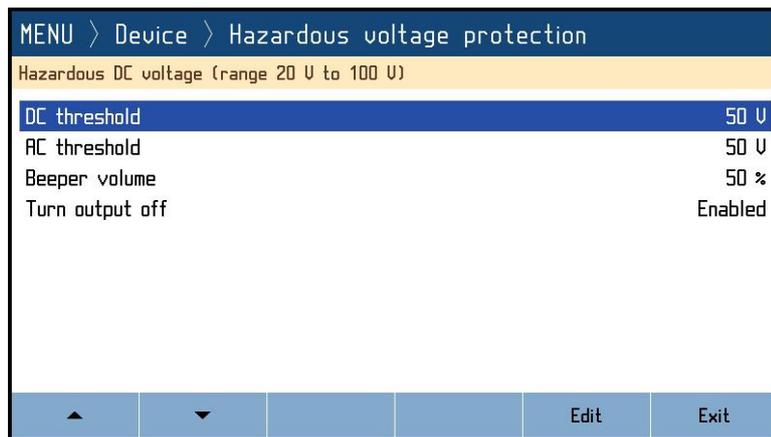 MENU 〉 Device 〉 Hazardous voltage protection
Hazardous DC voltage (range 20 V to 100 V)
DC threshold 50 V
AC threshold 50 V
Beeper volume 50 %
Turn output off Enabled
▲ ▼ Edit Exit